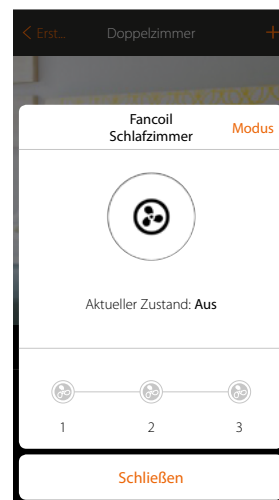 < Erst... Doppelzimmer +
Fancoil
Schlafzimmer
Modus
Aktueller Zustand: Aus
1 2 3
Schließen